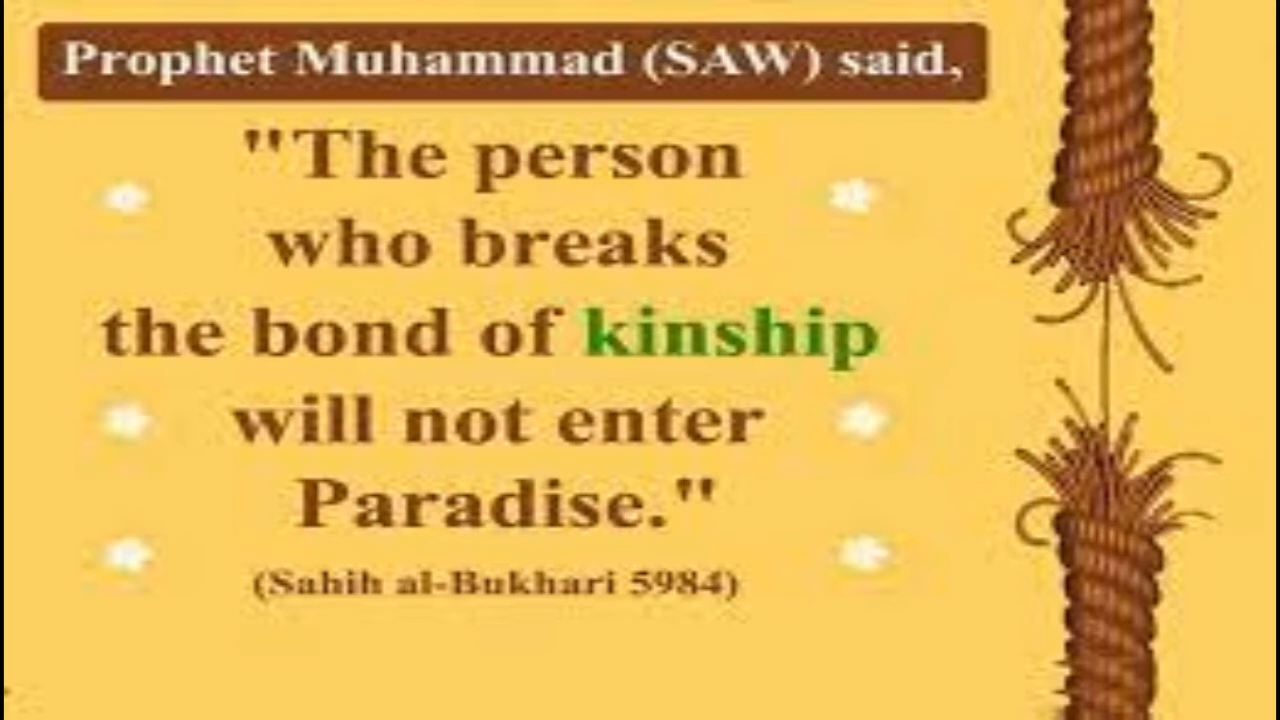 Prophet Muhammad (SAW) said,
"The person
who breaks
the bond of kinship
will not enter
Paradise."
(Sahih al-Bukhari 5984)